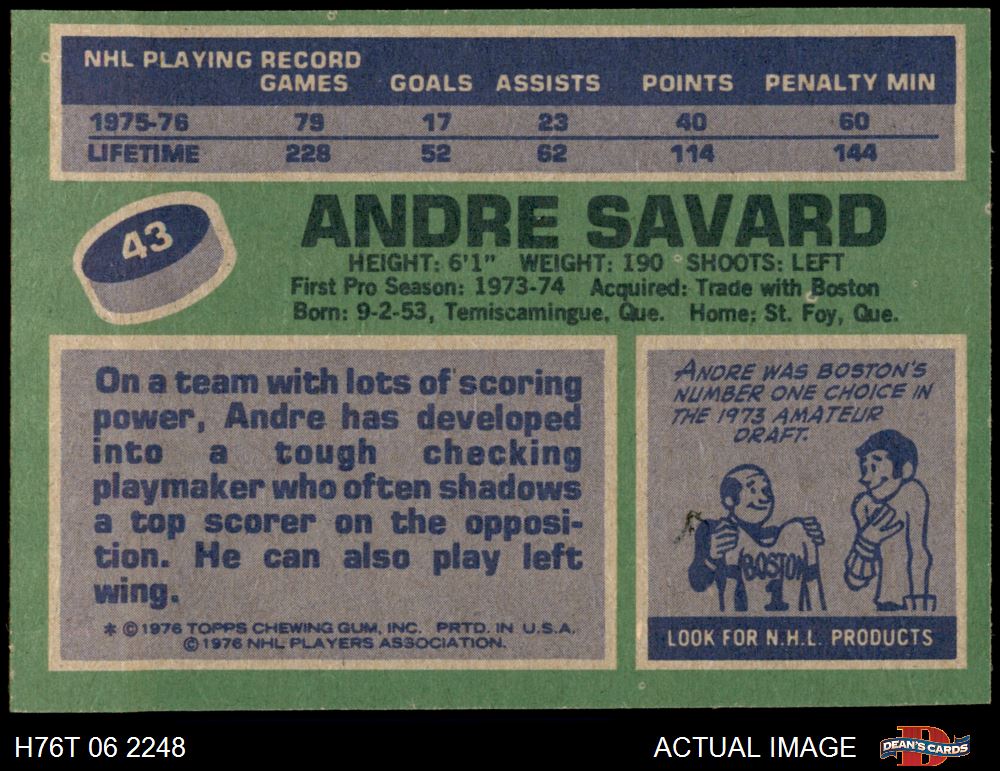 NHL PLAYING RECORD
GAMES GOALS ASSISTS POINTS PENALTY MIN
1975-76 79 17 23 40 60
LIFETIME 228 52 62 114 144
43
ANDRE SAVARD
HEIGHT: 6'1" WEIGHT: 190 SHOOTS: LEFT
First Pro Season: 1973-74 Acquired: Trade with Boston
Born: 9-2-53, Temiscamingue, Que. Home: St. Foy, Que.
On a team with lots of scoring
power, Andre has developed
into a tough checking
playmaker who often shadows
a top scorer on the opposi-
tion. He can also play left
wing.
* © 1976 TOPPS CHEWING GUM, INC. PRTD. IN U.S.A.
© 1976 NHL PLAYERS ASSOCIATION.
ANDRE WAS BOSTON'S
NUMBER ONE CHOICE IN
THE 1973 AMATEUR
DRAFT.
BOSTON
1
LOOK FOR N.H.L. PRODUCTS
H76T 06 2248 ACTUAL IMAGE DEAN'S CARDS